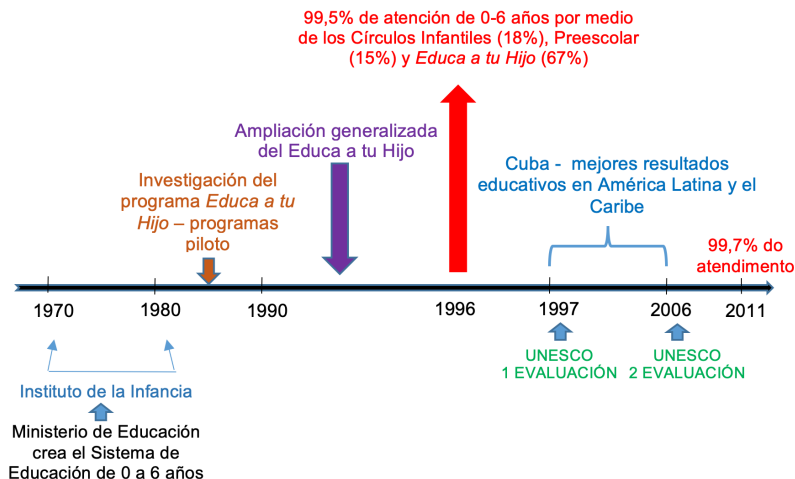 99,5% de atención de 0-6 años por medio
de los Círculos Infantiles (18%), Preescolar
(15%) y Educa a tu Hijo (67%)
Ampliación generalizada
del Educa a tu Hijo
Investigación del
programa Educa a tu
Hijo – programas
piloto
Cuba - mejores resultados
educativos en América Latina y el
Caribe
99,7% do
atendimento
1970
1980
1990
1996
1997
2006
2011
UNESCO
1 EVALUACIÓN
UNESCO
2 EVALUACIÓN
Instituto de la Infancia
Ministerio de Educación
crea el Sistema de
Educación de 0 a 6 años